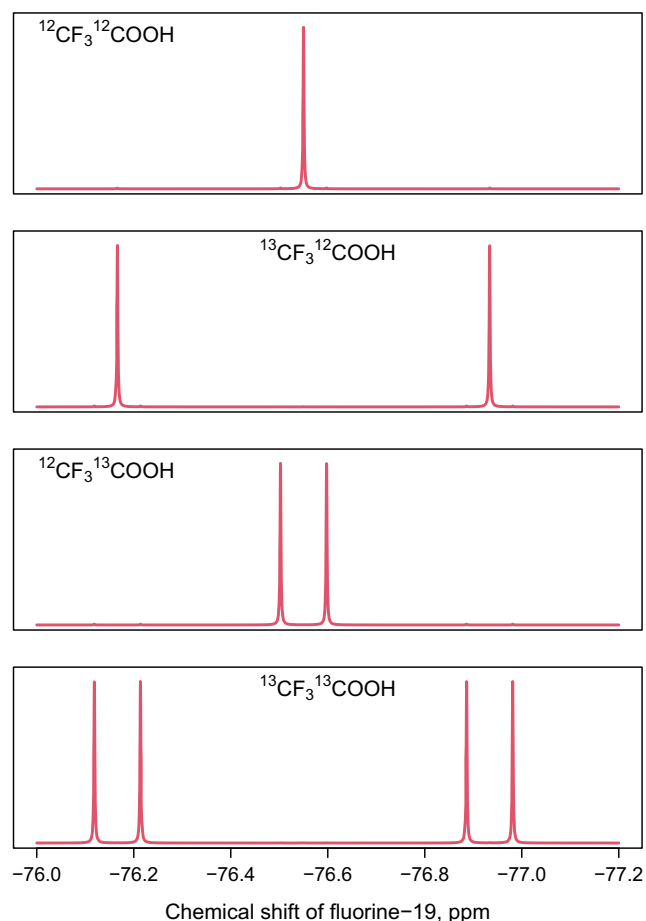 ¹²CF₃¹²COOH
¹³CF₃¹²COOH
¹²CF₃¹³COOH
¹³CF₃¹³COOH
−76.0 −76.2 −76.4 −76.6 −76.8 −77.0 −77.2
Chemical shift of fluorine−19, ppm